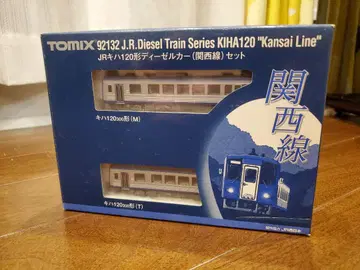 TOMIX 92132 J.R.Diesel Train Series KIHA120 "Kansai Line"
JRキハ120形ディーゼルカー(関西線)セット
関西線
キハ120 300形(M)
キハ120 300形(T)